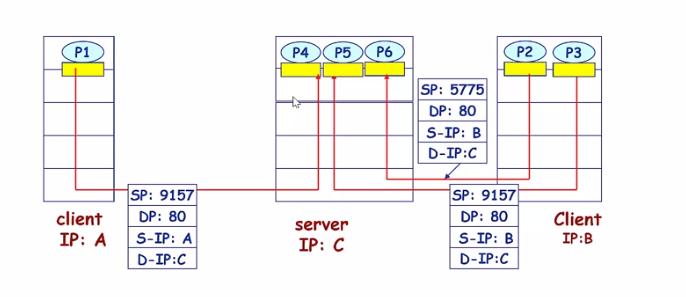 P1
P4
P5
P6
P2
P3
SP: 5775
DP: 80
S-IP: B
D-IP:C
SP: 9157
DP: 80
S-IP: A
D-IP:C
SP: 9157
DP: 80
S-IP: B
D-IP:C
client
IP: A
server
IP: C
Client
IP:B